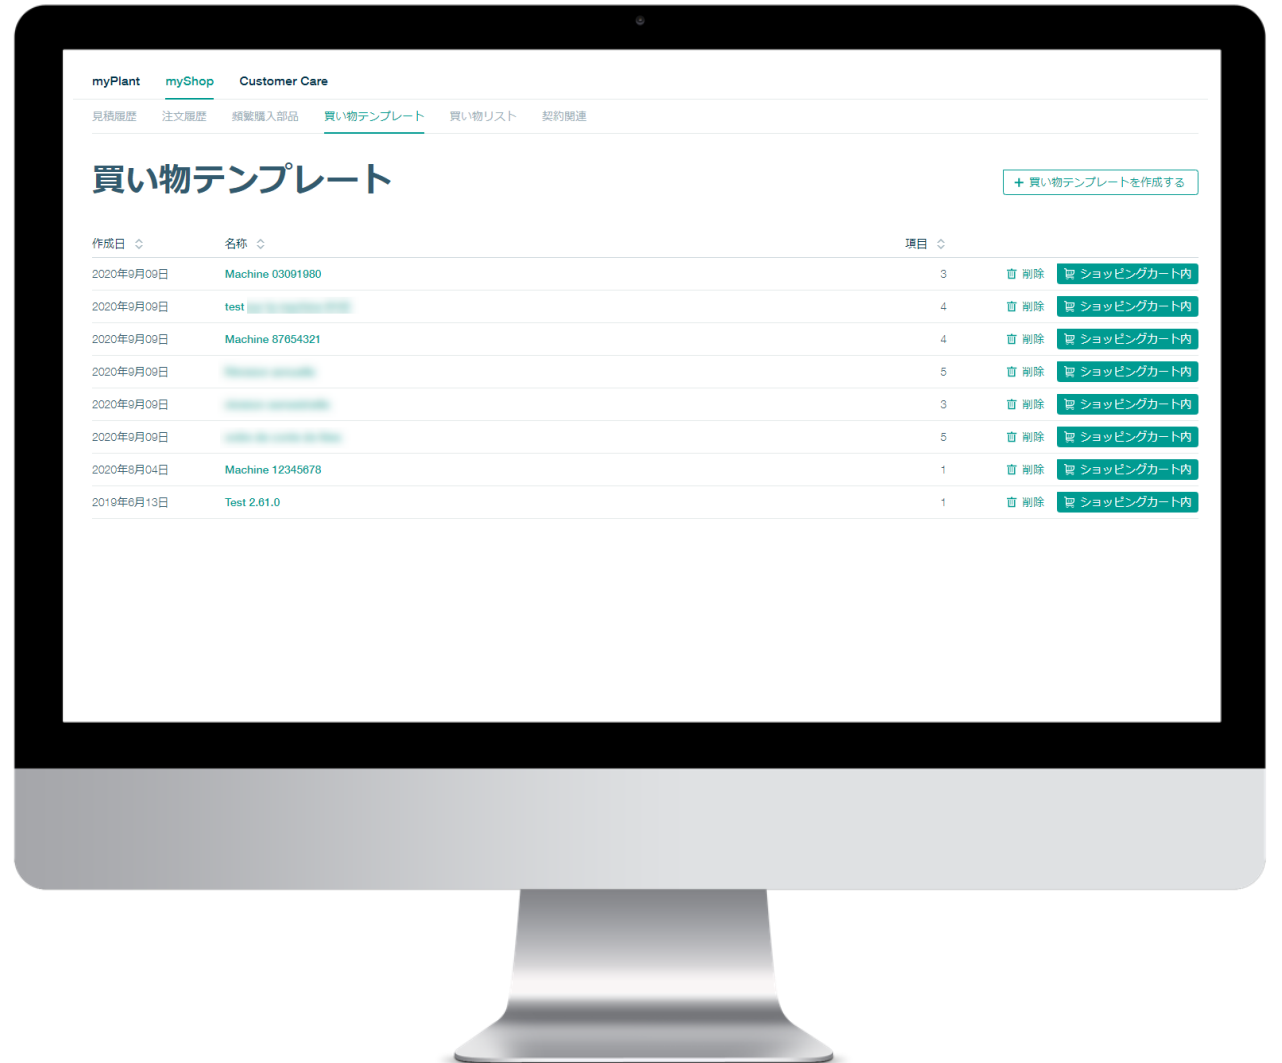 myPlant myShop Customer Care
見積履歴 注文履歴 頻繁購入部品 買い物テンプレート 買い物リスト 契約関連
買い物テンプレート
+ 買い物テンプレートを作成する
作成日 名称 項目
2020年9月09日 Machine 03091980 3 削除 ショッピングカート内
2020年9月09日 test 4 削除 ショッピングカート内
2020年9月09日 Machine 87654321 4 削除 ショッピングカート内
2020年9月09日 5 削除 ショッピングカート内
2020年9月09日 3 削除 ショッピングカート内
2020年9月09日 5 削除 ショッピングカート内
2020年8月04日 Machine 12345678 1 削除 ショッピングカート内
2019年6月13日 Test 2.61.0 1 削除 ショッピングカート内